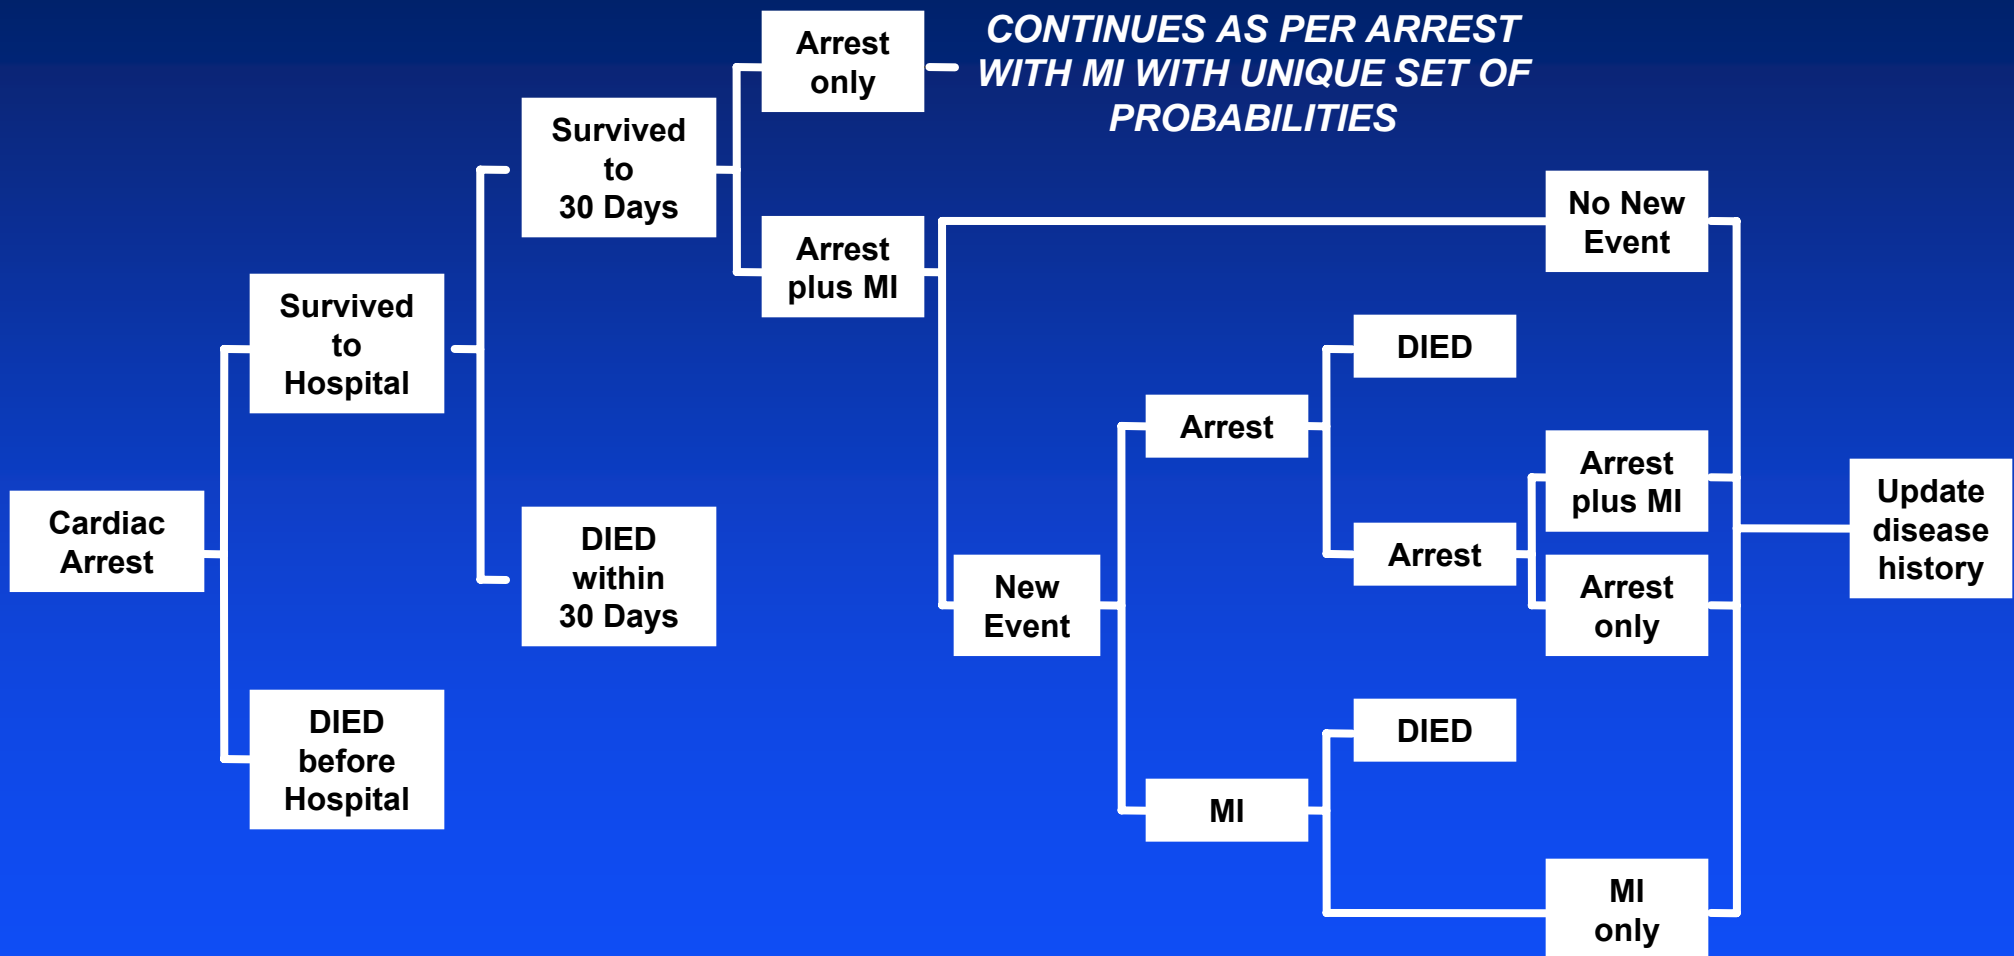 Arrest
only
CONTINUES AS PER ARREST
WITH MI WITH UNIQUE SET OF
PROBABILITIES
Survived
to
30 Days
Arrest
plus MI
No New
Event
Survived
to
Hospital
DIED
Arrest
Arrest
plus MI
Update
disease
history
Cardiac
Arrest
DIED
within
30 Days
Arrest
New
Event
Arrest
only
DIED
before
Hospital
DIED
MI
MI
only